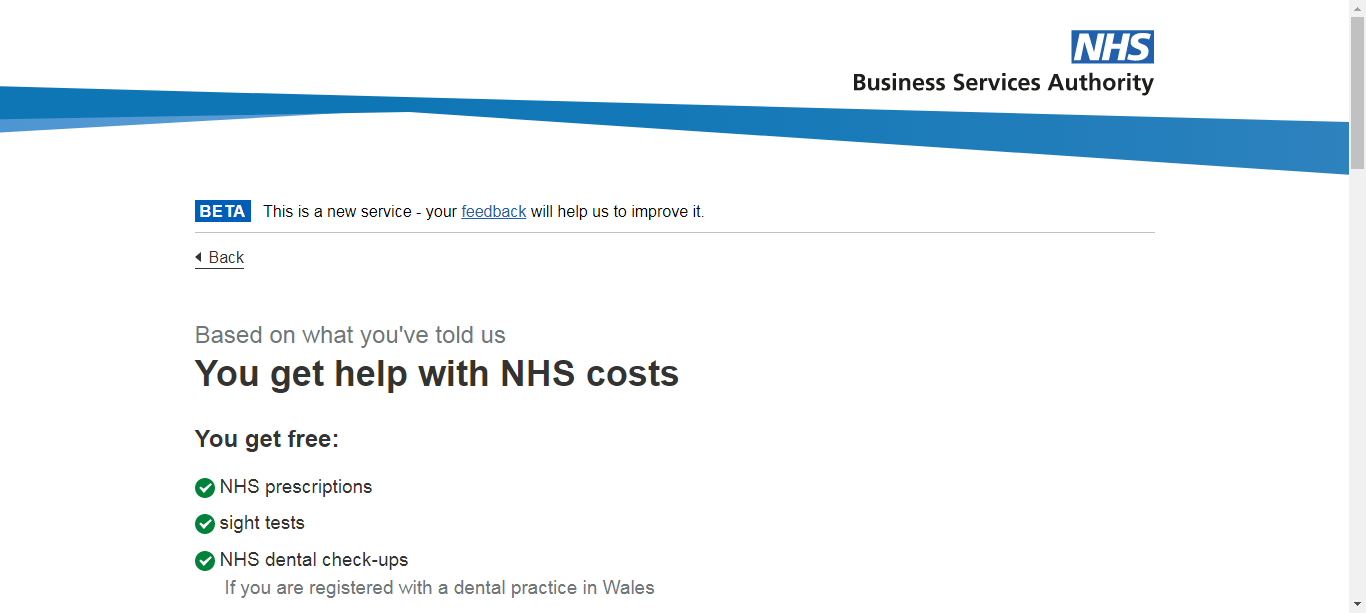 NHS
Business Services Authority
BETA This is a new service - your feedback will help us to improve it.
Back
Based on what you've told us
You get help with NHS costs
You get free:
NHS prescriptions
sight tests
NHS dental check-ups
If you are registered with a dental practice in Wales